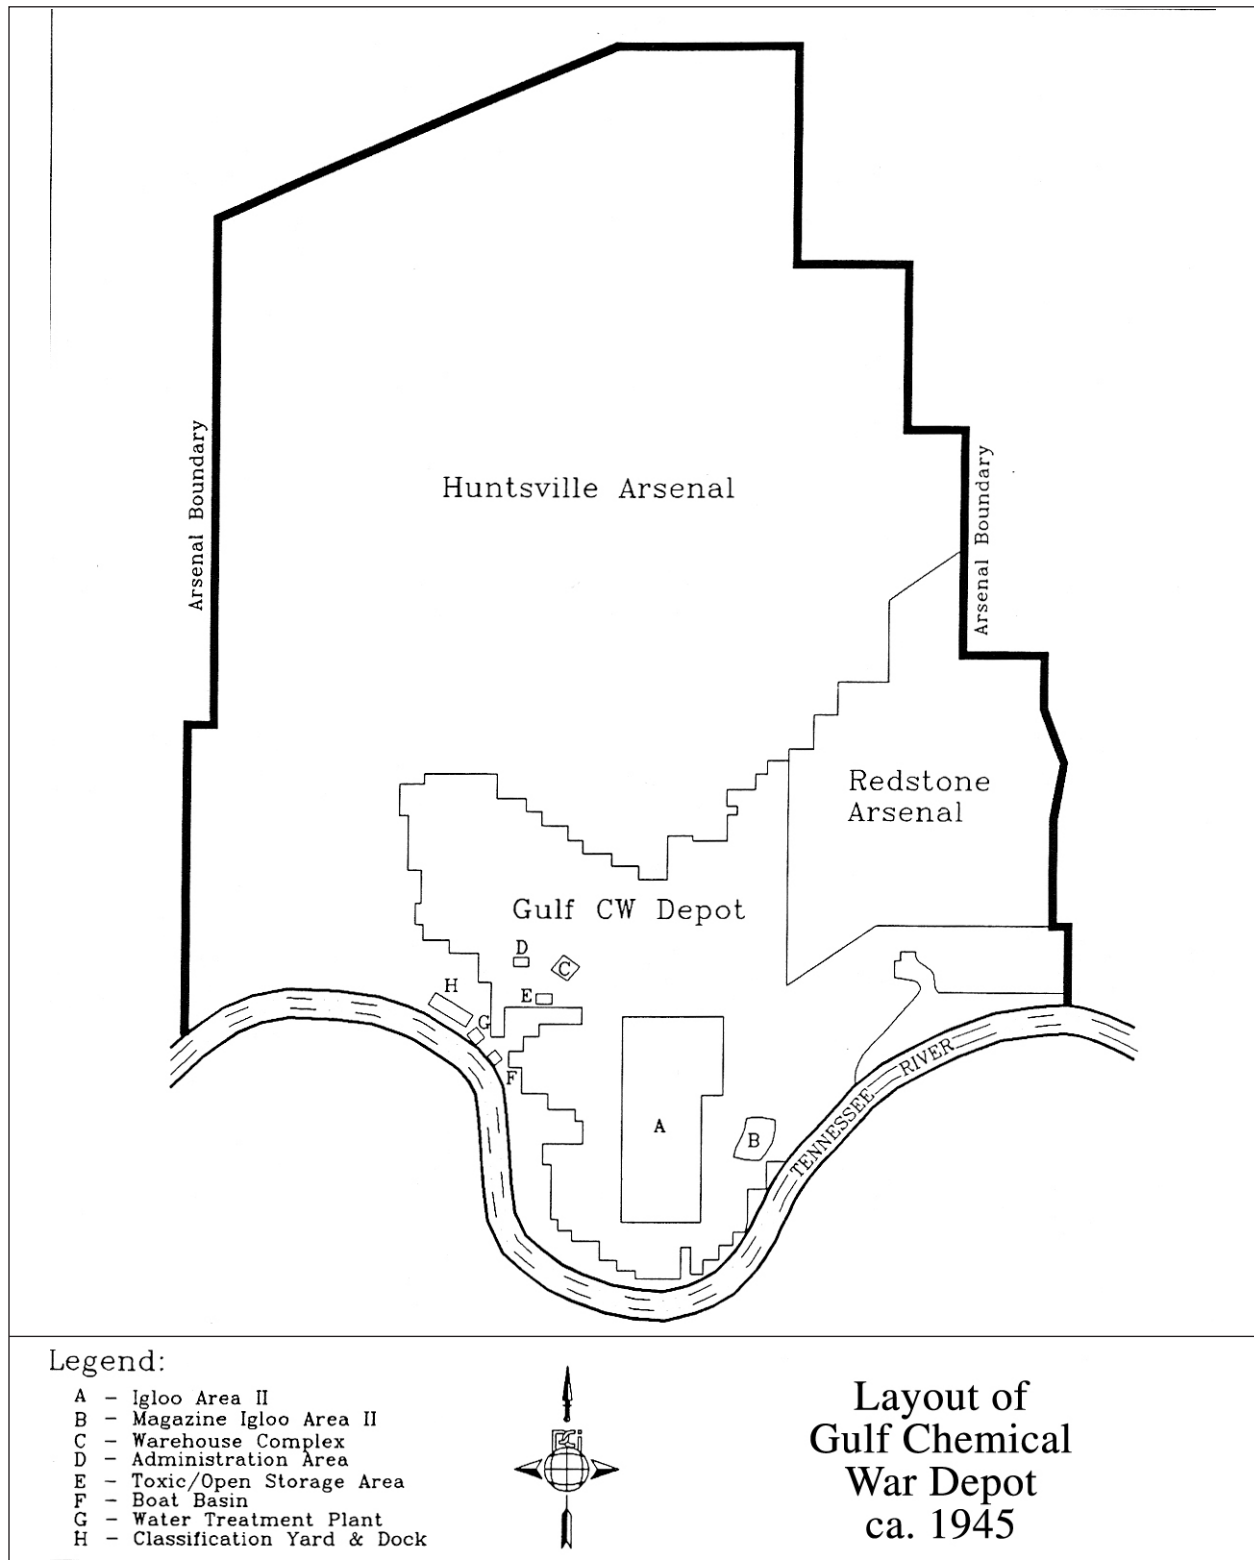 Arsenal Boundary
Huntsville Arsenal
Arsenal Boundary
Redstone
Arsenal
Gulf CW Depot
D
C
H
E
G
F
A
B
TENNESSEE RIVER
Legend:
A - Igloo Area II
B - Magazine Igloo Area II
C - Warehouse Complex
D - Administration Area
E - Toxic/Open Storage Area
F - Boat Basin
G - Water Treatment Plant
H - Classification Yard & Dock
Layout of
Gulf Chemical
War Depot
ca. 1945